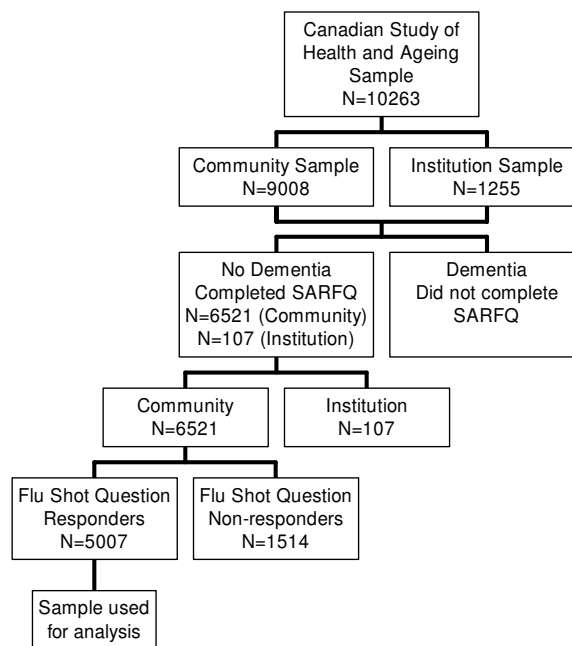 Canadian Study of
Health and Ageing
Sample
N=10263
Community Sample
N=9008
Institution Sample
N=1255
No Dementia
Completed SARFQ
N=6521 (Community)
N=107 (Institution)
Dementia
Did not complete
SARFQ
Community
N=6521
Institution
N=107
Flu Shot Question
Responders
N=5007
Flu Shot Question
Non-responders
N=1514
Sample used
for analysis